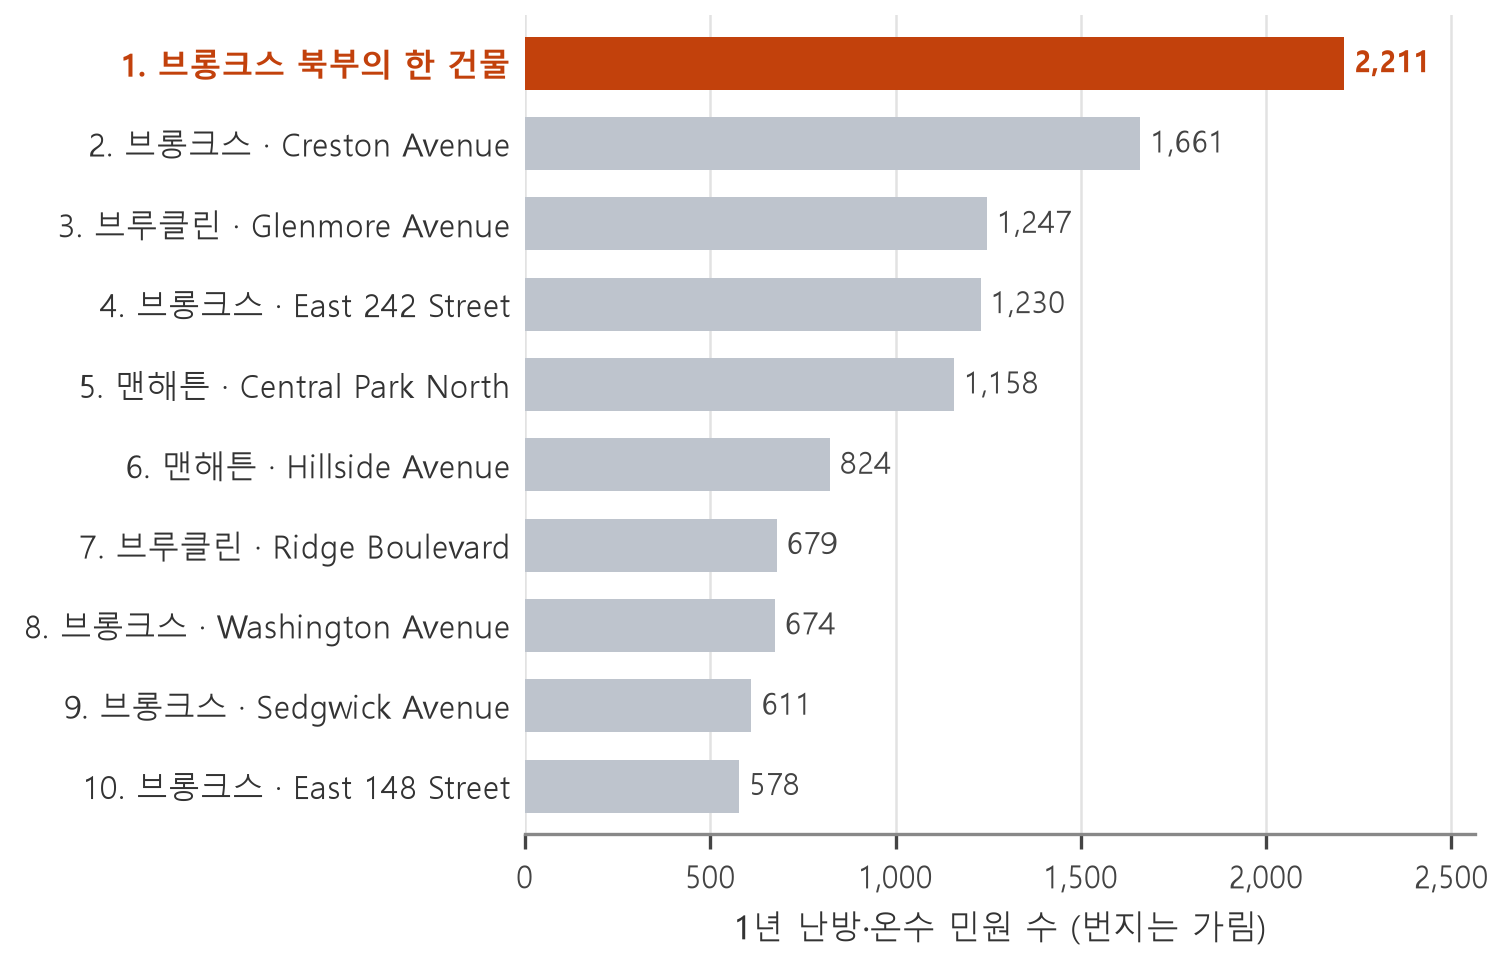 1. 브롱크스 북부의 한 건물 2,211
2. 브롱크스 · Creston Avenue 1,661
3. 브루클린 · Glenmore Avenue 1,247
4. 브롱크스 · East 242 Street 1,230
5. 맨해튼 · Central Park North 1,158
6. 맨해튼 · Hillside Avenue 824
7. 브루클린 · Ridge Boulevard 679
8. 브롱크스 · Washington Avenue 674
9. 브롱크스 · Sedgwick Avenue 611
10. 브롱크스 · East 148 Street 578
0 500 1,000 1,500 2,000 2,500
1년 난방·온수 민원 수 (번지는 가림)